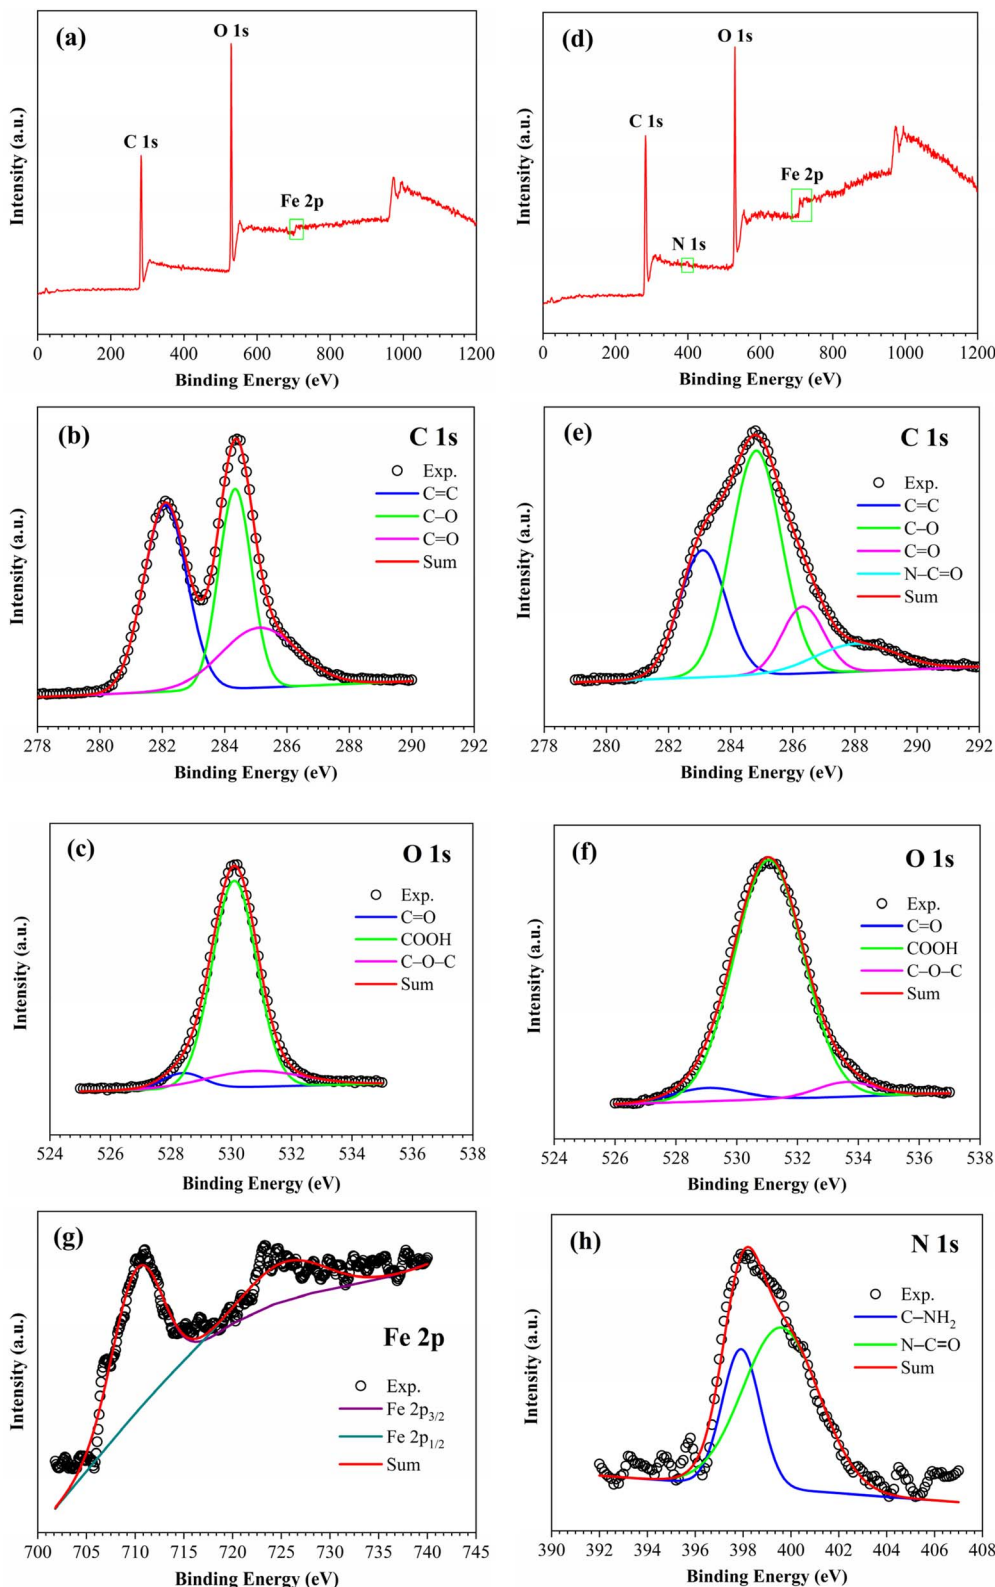 (a)
O 1s
C 1s
Fe 2p
Intensity (a.u.)
0 200 400 600 800 1000 1200
Binding Energy (eV)
(d)
O 1s
C 1s
Fe 2p
N 1s
Intensity (a.u.)
0 200 400 600 800 1000 1200
Binding Energy (eV)
(b)
C 1s
Exp.
C=C
C–O
C=O
Sum
Intensity (a.u.)
278 280 282 284 286 288 290 292
Binding Energy (eV)
(e)
C 1s
Exp.
C=C
C–O
C=O
N–C=O
Sum
Intensity (a.u.)
278 280 282 284 286 288 290 292
Binding Energy (eV)
(c)
O 1s
Exp.
C=O
COOH
C–O–C
Sum
Intensity (a.u.)
524 526 528 530 532 534 536 538
Binding Energy (eV)
(f)
O 1s
Exp.
C=O
COOH
C–O–C
Sum
Intensity (a.u.)
524 526 528 530 532 534 536 538
Binding Energy (eV)
(g)
Fe 2p
Exp.
Fe 2p3/2
Fe 2p1/2
Sum
Intensity (a.u.)
700 705 710 715 720 725 730 735 740 745
Binding Energy (eV)
(h)
N 1s
Exp.
C–NH2
N–C=O
Sum
Intensity (a.u.)
390 392 394 396 398 400 402 404 406 408
Binding Energy (eV)